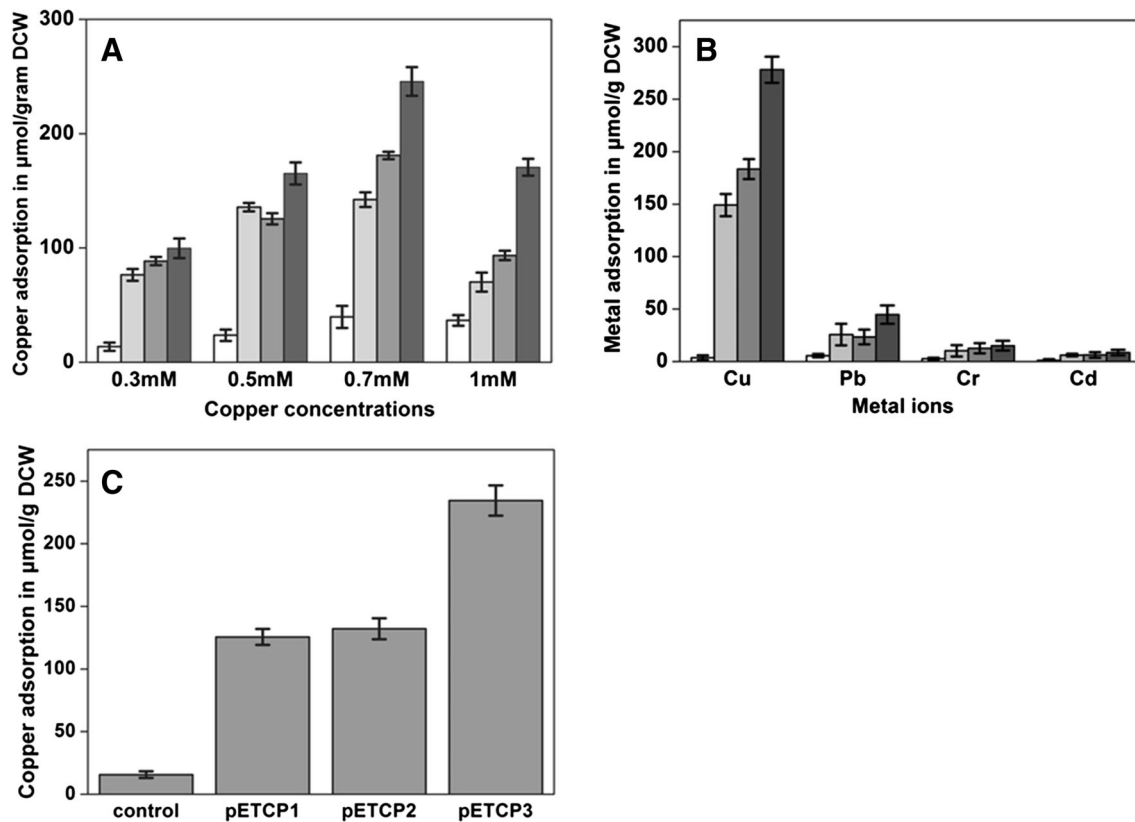 A
Copper adsorption in µmol/gram DCW
300
200
100
0
0.3mM 0.5mM 0.7mM 1mM
Copper concentrations
B
Metal adsorption in µmol/g DCW
300
250
200
150
100
50
0
Cu Pb Cr Cd
Metal ions
C
Copper adsorption in µmol/g DCW
250
200
150
100
50
0
control pETCP1 pETCP2 pETCP3